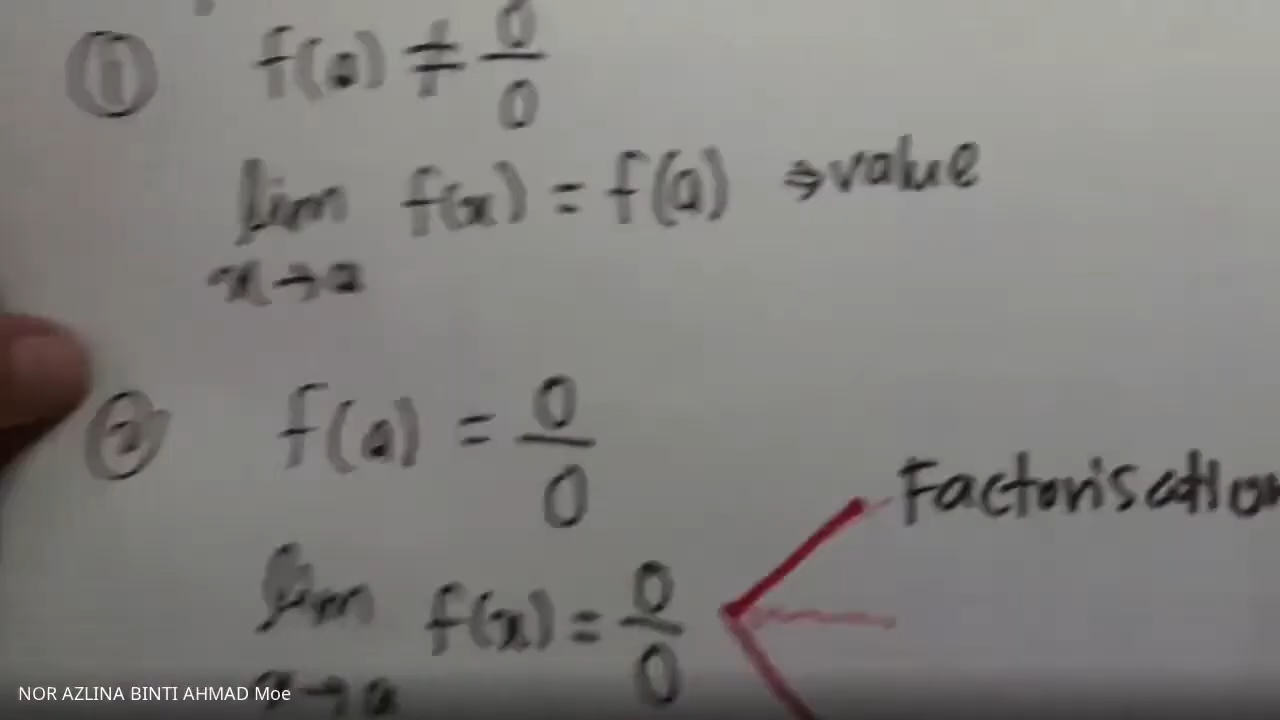 ① f(a) ≠ 0/0
lim f(x) = f(a) ⇒ value
x→a
② f(a) = 0/0
Factorisation
lim f(x) = 0/0
x→a
NOR AZLINA BINTI AHMAD Moe